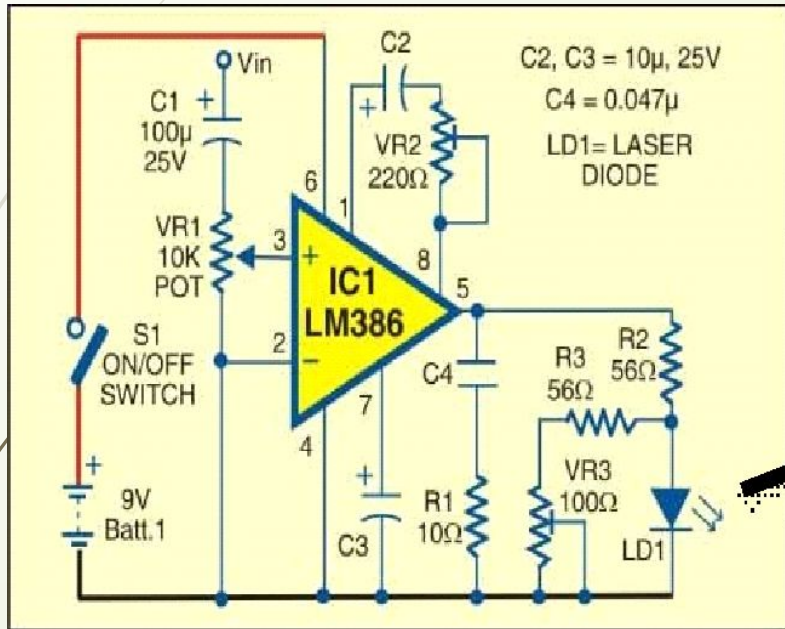 C2
C2, C3 = 10µ, 25V
C4 = 0.047µ
LD1= LASER
DIODE
+
Vin
C1
100µ
25V
+
VR2
220Ω
6
1
VR1
10K
POT
3
+
8
5
IC1
LM386
2
−
S1
ON/OFF
SWITCH
R2
56Ω
R3
56Ω
C4
7
4
+
+
9V
Batt.1
C3
R1
10Ω
VR3
100Ω
LD1